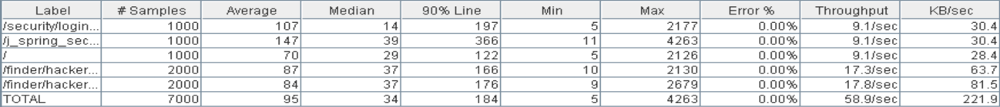 Label # Samples Average Median 90% Line Min Max Error % Throughput KB/sec
/security/login... 1000 107 14 197 5 2177 0.00% 9.1/sec 30.4
/j_spring_sec... 1000 147 39 366 11 4263 0.00% 9.1/sec 30.4
/ 1000 70 29 122 5 2126 0.00% 9.1/sec 28.4
/finder/hacker... 2000 87 37 166 10 2130 0.00% 17.3/sec 63.7
/finder/hacker... 2000 84 37 176 9 2679 0.00% 17.8/sec 81.5
TOTAL 7000 95 34 184 5 4263 0.00% 58.9/sec 221.9